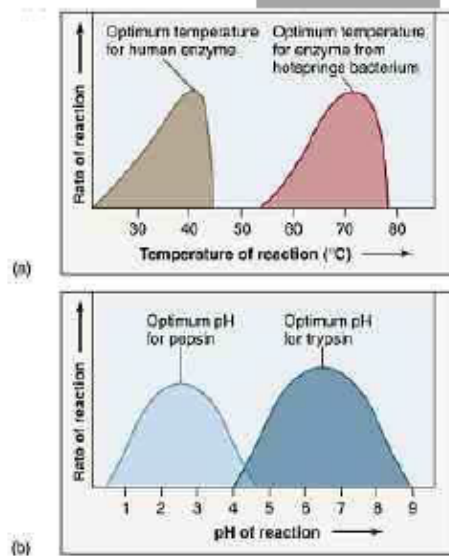 Optimum temperature
for human enzyme
Optimum temperature
for enzyme from
hotsprings bacterium
Rate of reaction
30 40 50 60 70 80
Temperature of reaction (°C)
(a)
Optimum pH
for pepsin
Optimum pH
for trypsin
Rate of reaction
1 2 3 4 5 6 7 8 9
pH of reaction
(b)